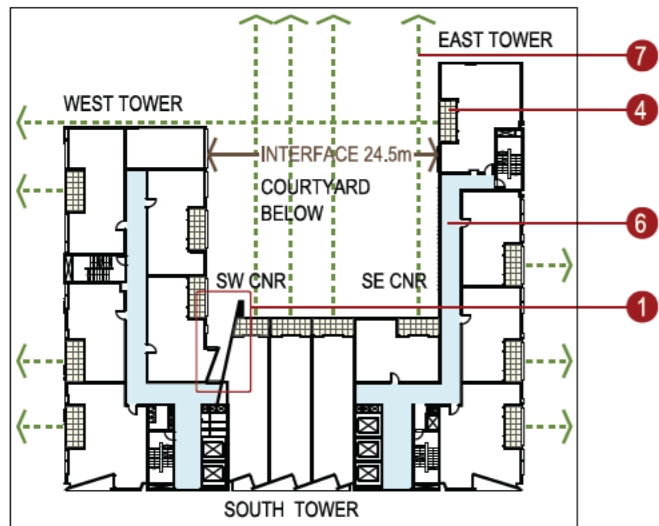 EAST TOWER
7
4
WEST TOWER
INTERFACE 24.5m
COURTYARD
BELOW
6
SW CNR
SE CNR
1
SOUTH TOWER